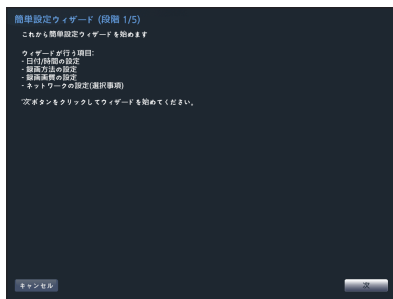 簡単設定ウィザード (段階 1/5)
これから簡単設定ウィザードを始めます
ウィザードが行う項目:
- 日付/時間の設定
- 録画方法の設定
- 録画画質の設定
- ネットワークの設定(選択事項)
'次'ボタンをクリックしてウィザードを始めてください。
キャンセル
次